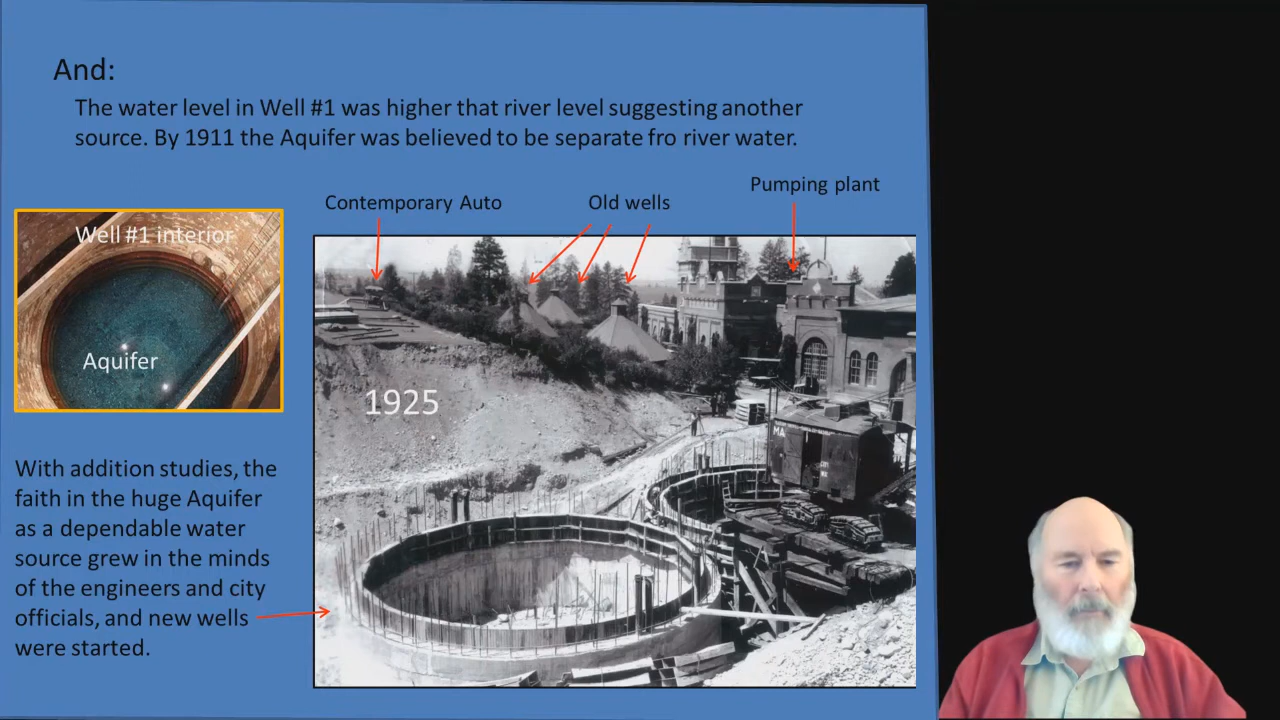 And:
The water level in Well #1 was higher that river level suggesting another
source. By 1911 the Aquifer was believed to be separate fro river water.
Pumping plant
Contemporary Auto
Old wells
Well #1 interior
Aquifer
1925
MA
With addition studies, the
faith in the huge Aquifer
as a dependable water
source grew in the minds
of the engineers and city
officials, and new wells
were started.